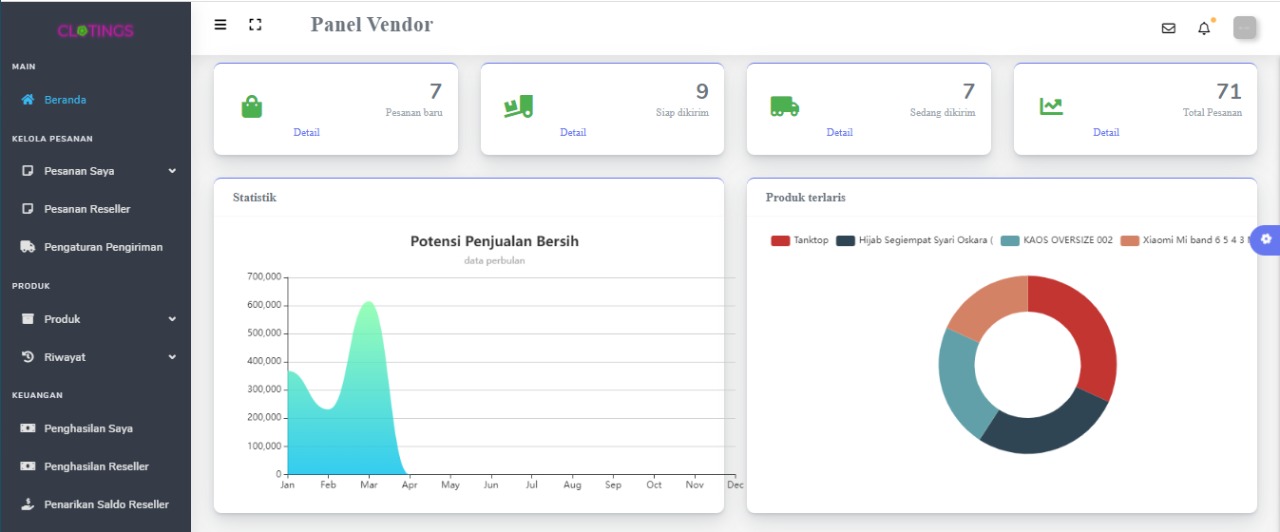 CLOTINGS
Panel Vendor
MAIN
Beranda
KELOLA PESANAN
Pesanan Saya
Pesanan Reseller
Pengaturan Pengiriman
PRODUK
Produk
Riwayat
KEUANGAN
Penghasilan Saya
Penghasilan Reseller
Penarikan Saldo Reseller
7
Pesanan baru
Detail
9
Siap dikirim
Detail
7
Sedang dikirim
Detail
71
Total Pesanan
Detail
Statistik
Potensi Penjualan Bersih
data perbulan
700,000
600,000
500,000
400,000
300,000
200,000
100,000
0
Jan Feb Mar Apr May Jun Jul Aug Sep Oct Nov Dec
Produk terlaris
Tanktop Hijab Segiempat Syari Oskara ( KAOS OVERSIZE 002 Xiaomi Mi band 6 5 4 3